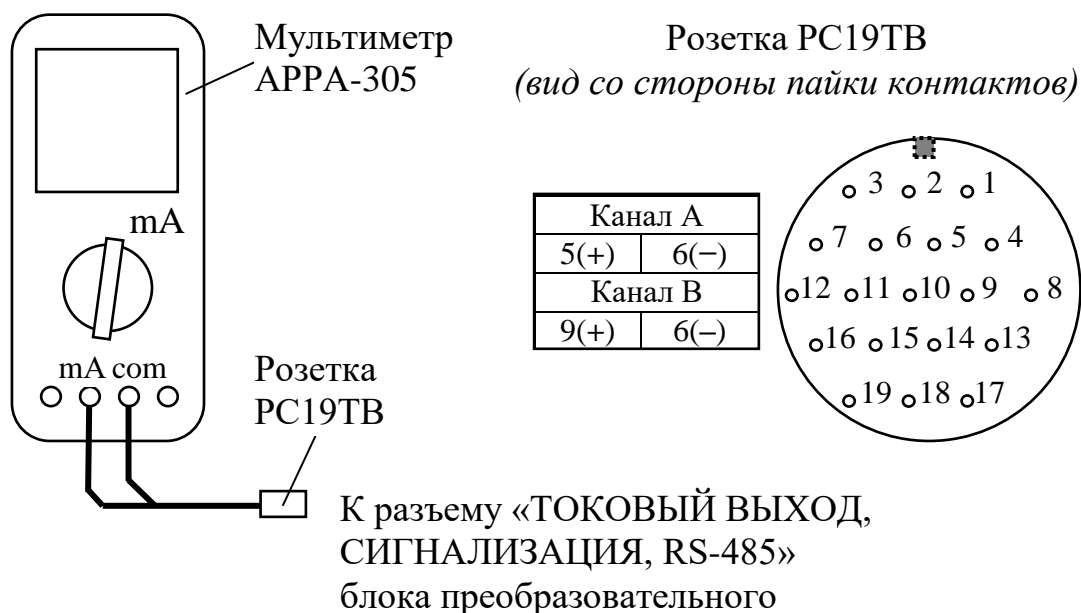 Мультиметр
АРРА-305
mA
mA com
Розетка
РС19ТВ
К разъему «ТОКОВЫЙ ВЫХОД,
СИГНАЛИЗАЦИЯ, RS-485»
блока преобразовательного
Розетка РС19ТВ
(вид со стороны пайки контактов)
Канал А
5(+) 6(−)
Канал В
9(+) 6(–)
3 2 1
7 6 5 4
12 11 10 9 8
16 15 14 13
19 18 17